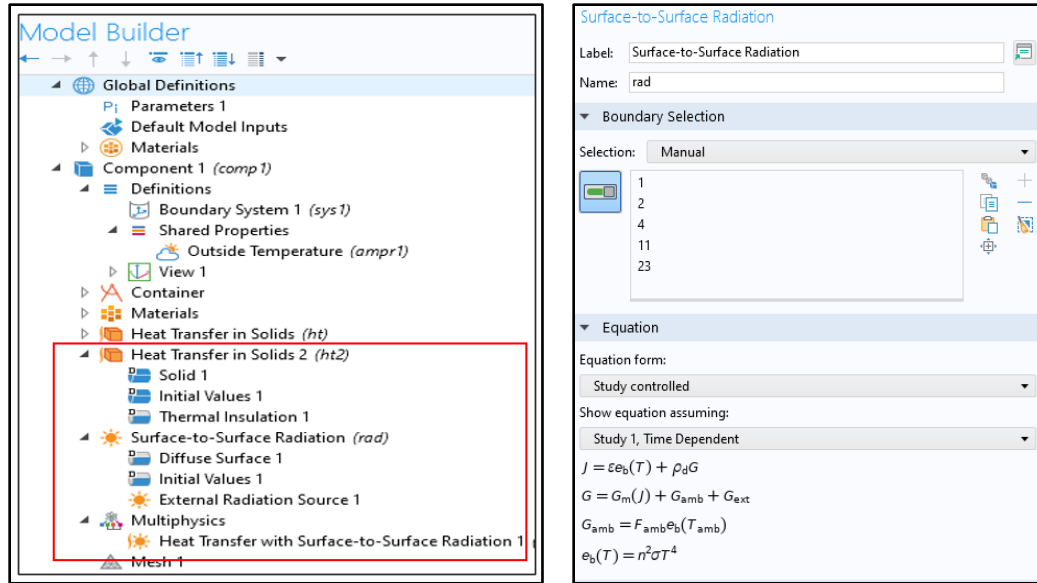 Model Builder
Global Definitions
Pi Parameters 1
Default Model Inputs
Materials
Component 1 (comp1)
Definitions
Boundary System 1 (sys1)
Shared Properties
Outside Temperature (ampr1)
View 1
Container
Materials
Heat Transfer in Solids (ht)
Heat Transfer in Solids 2 (ht2)
Solid 1
Initial Values 1
Thermal Insulation 1
Surface-to-Surface Radiation (rad)
Diffuse Surface 1
Initial Values 1
External Radiation Source 1
Multiphysics
Heat Transfer with Surface-to-Surface Radiation 1
Mesh 1
Surface-to-Surface Radiation
Label: Surface-to-Surface Radiation
Name: rad
Boundary Selection
Selection: Manual
1
2
4
11
23
Equation
Equation form:
Study controlled
Show equation assuming:
Study 1, Time Dependent
J = εe_b(T) + ρ_dG
G = G_m(J) + G_amb + G_ext
G_amb = F_amb e_b(T_amb)
e_b(T) = n²σT⁴